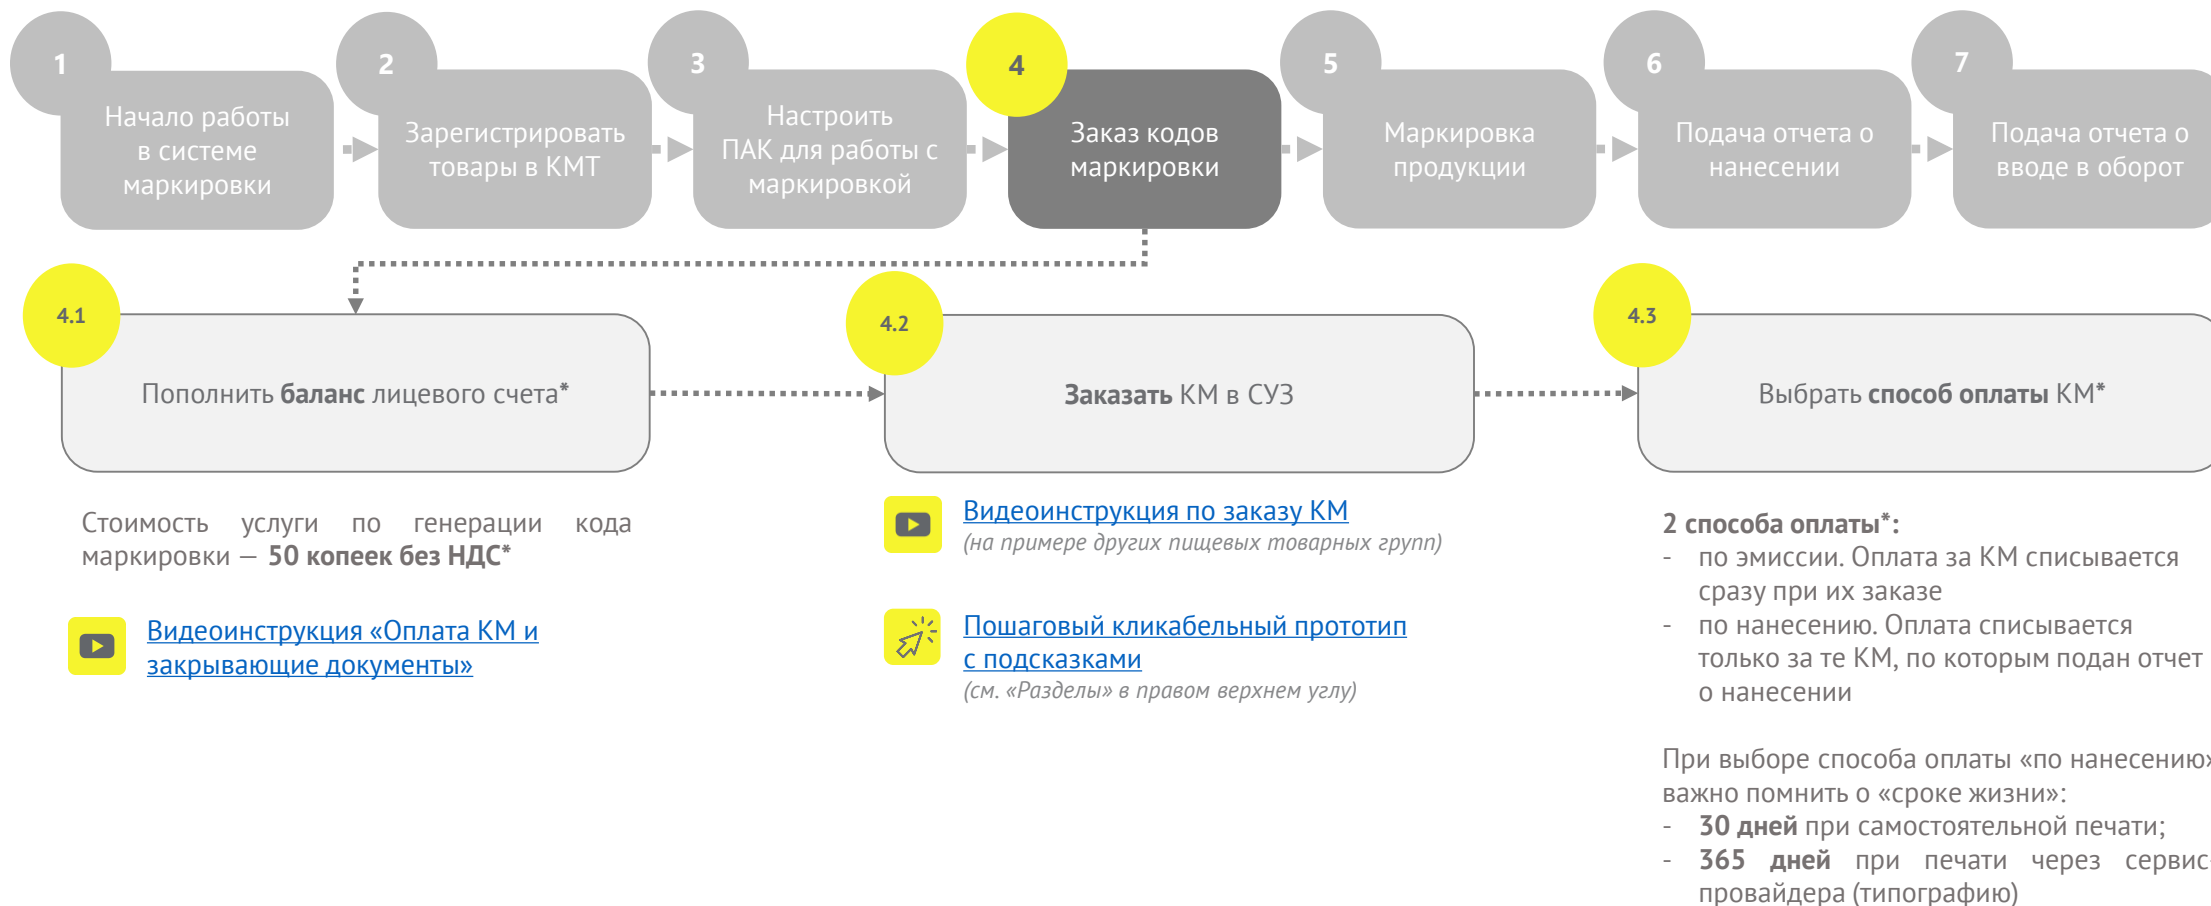 1
Начало работы
в системе
маркировки
2
Зарегистрировать
товары в КМТ
3
Настроить
ПАК для работы с
маркировкой
4
Заказ кодов
маркировки
5
Маркировка
продукции
6
Подача отчета о
нанесении
7
Подача отчета о
вводе в оборот
4.1
Пополнить баланс лицевого счета*
Стоимость услуги по генерации кода
маркировки — 50 копеек без НДС*
Видеоинструкция «Оплата КМ и
закрывающие документы»
4.2
Заказать КМ в СУЗ
Видеоинструкция по заказу КМ
(на примере других пищевых товарных групп)
Пошаговый кликабельный прототип
с подсказками
(см. «Разделы» в правом верхнем углу)
4.3
Выбрать способ оплаты КМ*
2 способа оплаты*:
- по эмиссии. Оплата за КМ списывается
сразу при их заказе
- по нанесению. Оплата списывается
только за те КМ, по которым подан отчет
о нанесении
При выборе способа оплаты «по нанесению»
важно помнить о «сроке жизни»:
- 30 дней при самостоятельной печати;
- 365 дней при печати через сервис-
провайдера (типографию)